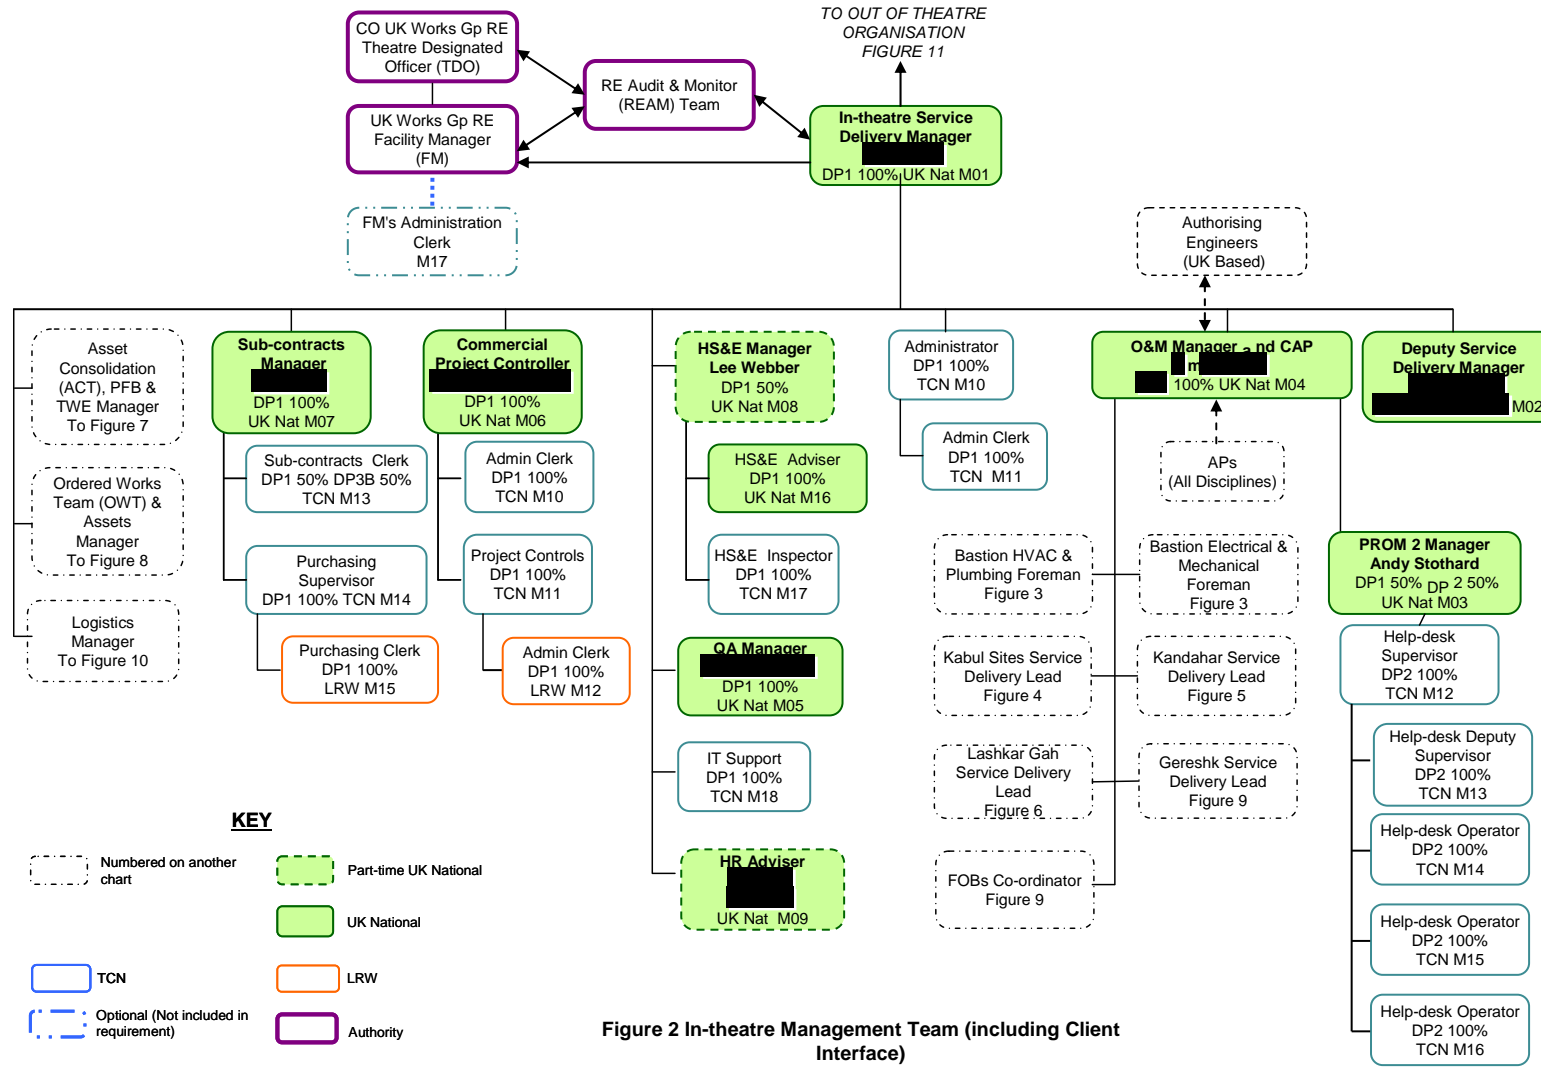 TO OUT OF THEATRE
ORGANISATION
FIGURE 11
CO UK Works Gp RE
Theatre Designated
Officer (TDO)
RE Audit & Monitor
(REAM) Team
UK Works Gp RE
Facility Manager
(FM)
In-theatre Service
Delivery Manager
DP1 100% UK Nat M01
FM's Administration
Clerk
M17
Authorising
Engineers
(UK Based)
Asset
Consolidation
(ACT), PFB &
TWE Manager
To Figure 7
Sub-contracts
Manager
DP1 100%
UK Nat M07
Commercial
Project Controller
DP1 100%
UK Nat M06
HS&E Manager
Lee Webber
DP1 50%
UK Nat M08
Administrator
DP1 100%
TCN M10
O&M Manager and CAP
m
100% UK Nat M04
Deputy Service
Delivery Manager
M02
Sub-contracts Clerk
DP1 50% DP3B 50%
TCN M13
Admin Clerk
DP1 100%
TCN M10
HS&E Adviser
DP1 100%
UK Nat M16
Admin Clerk
DP1 100%
TCN M11
APs
(All Disciplines)
Ordered Works
Team (OWT) &
Assets
Manager
To Figure 8
Purchasing
Supervisor
DP1 100% TCN M14
Project Controls
DP1 100%
TCN M11
HS&E Inspector
DP1 100%
TCN M17
Bastion HVAC &
Plumbing Foreman
Figure 3
Bastion Electrical &
Mechanical
Foreman
Figure 3
PROM 2 Manager
Andy Stothard
DP1 50% DP 2 50%
UK Nat M03
Logistics
Manager
To Figure 10
Purchasing Clerk
DP1 100%
LRW M15
Admin Clerk
DP1 100%
LRW M12
QA Manager
DP1 100%
UK Nat M05
Kabul Sites Service
Delivery Lead
Figure 4
Kandahar Service
Delivery Lead
Figure 5
Help-desk
Supervisor
DP2 100%
TCN M12
IT Support
DP1 100%
TCN M18
Lashkar Gah
Service Delivery
Lead
Figure 6
Gereshk Service
Delivery Lead
Figure 9
Help-desk Deputy
Supervisor
DP2 100%
TCN M13
Help-desk Operator
DP2 100%
TCN M14
HR Adviser
UK Nat M09
FOBs Co-ordinator
Figure 9
Help-desk Operator
DP2 100%
TCN M15
Help-desk Operator
DP2 100%
TCN M16
KEY
Numbered on another
chart
Part-time UK National
UK National
TCN
LRW
Optional (Not included in
requirement)
Authority
Figure 2 In-theatre Management Team (including Client
Interface)